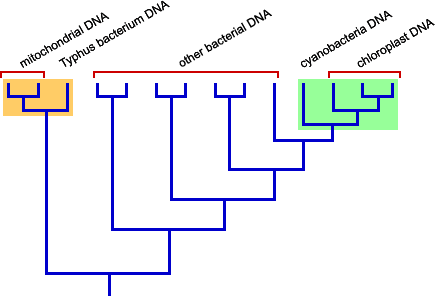 mitochondrial DNA
Typhus bacterium DNA
other bacterial DNA
cyanobacteria DNA
chloroplast DNA